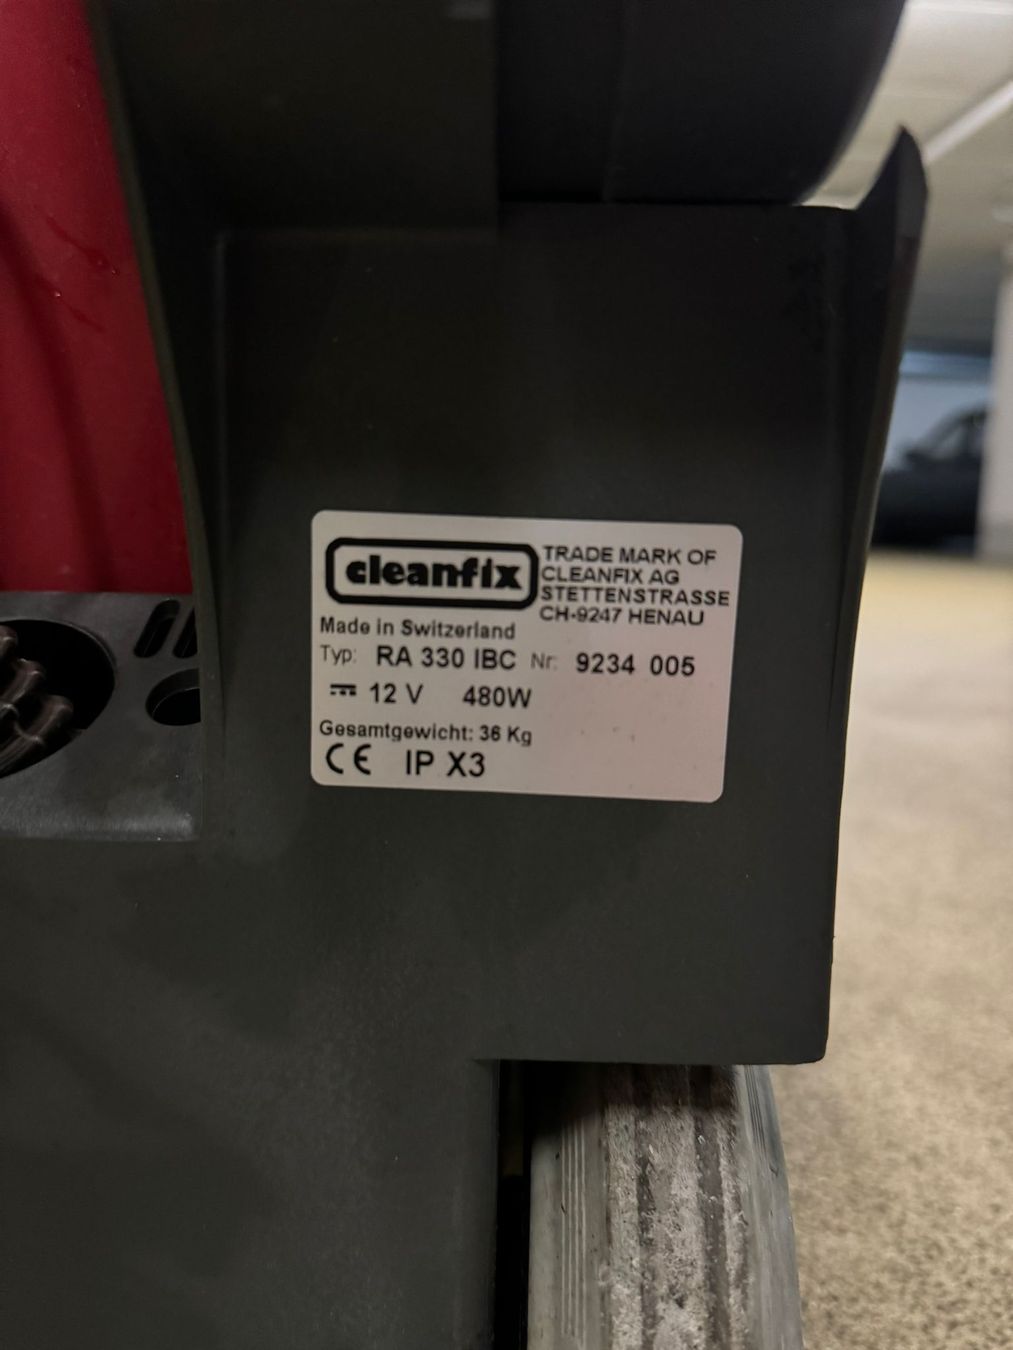 cleanfix
TRADE MARK OF
CLEANFIX AG
STETTENSTRASSE
CH-9247 HENAU
Made in Switzerland
Typ: RA 330 IBC Nr: 9234 005
12 V 480W
Gesamtgewicht: 36 Kg
CE IP X3